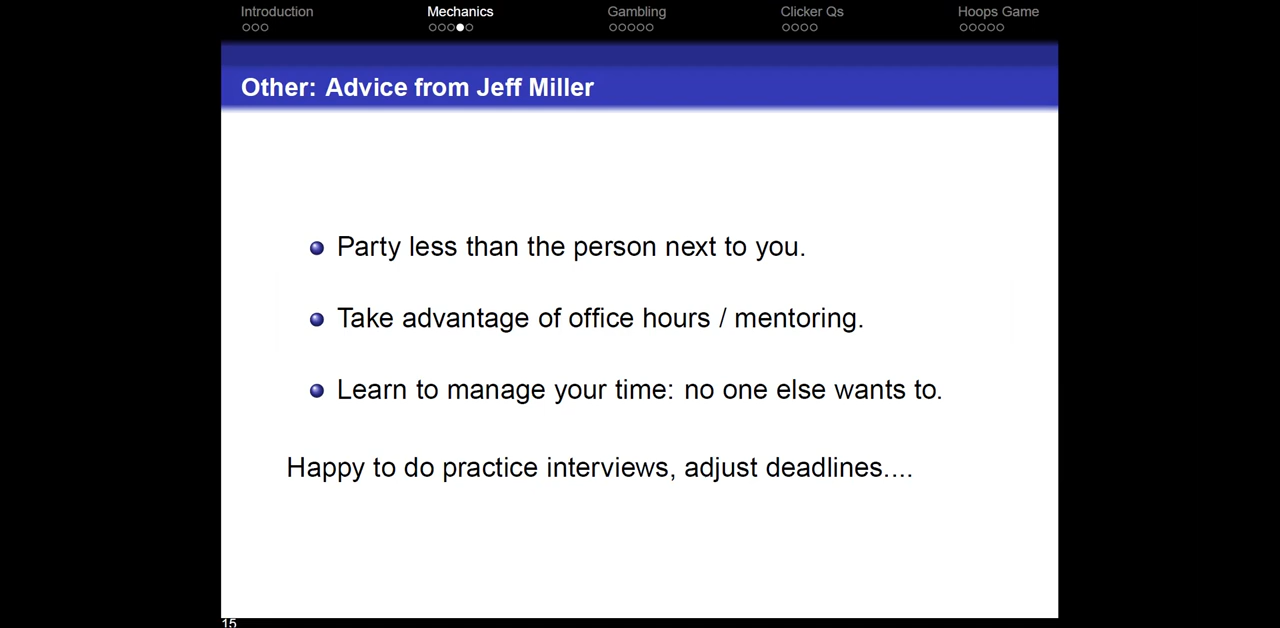 Introduction Mechanics Gambling Clicker Qs Hoops Game
Other: Advice from Jeff Miller
Party less than the person next to you.
Take advantage of office hours / mentoring.
Learn to manage your time: no one else wants to.
Happy to do practice interviews, adjust deadlines....
15